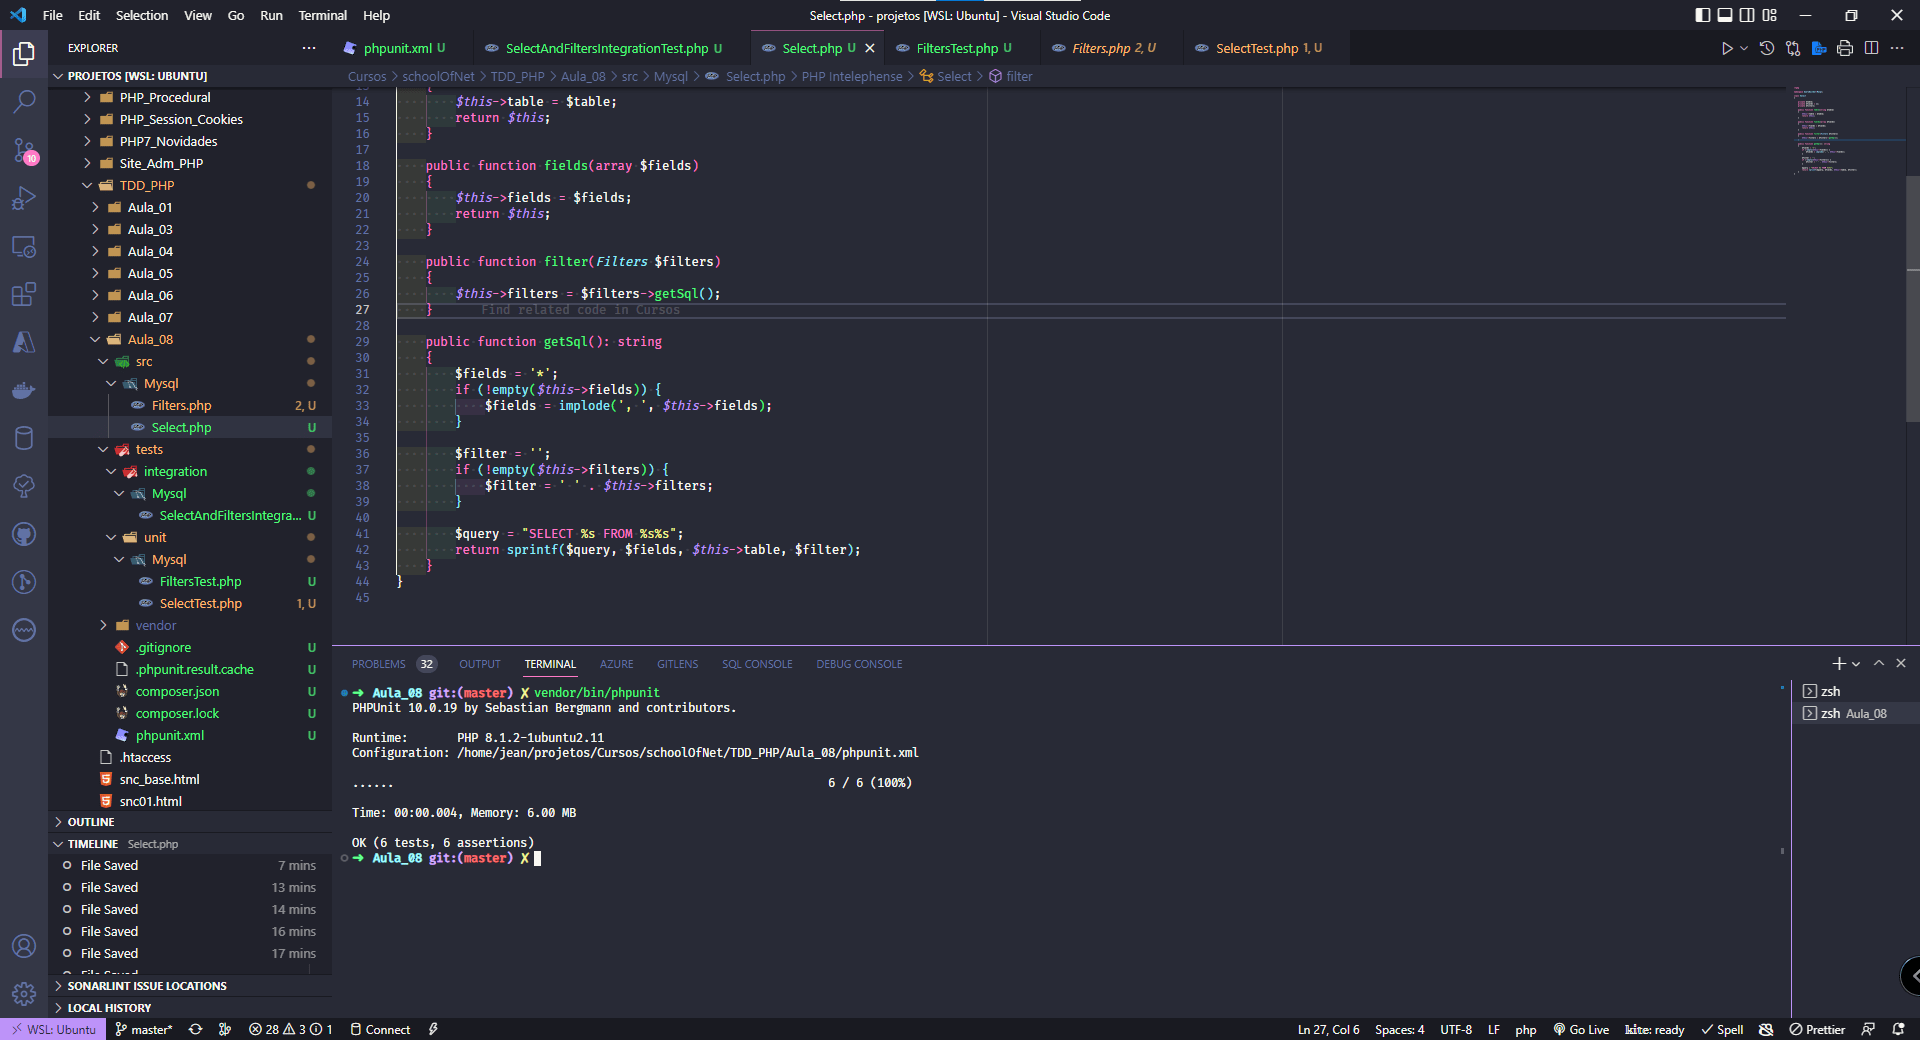 File Edit Selection View Go Run Terminal Help
Select.php - projetos [WSL: Ubuntu] - Visual Studio Code
EXPLORER
phpunit.xml U
SelectAndFiltersIntegrationTest.php U
Select.php U
FiltersTest.php U
Filters.php 2, U
SelectTest.php 1, U
PROJETOS [WSL: UBUNTU]
Cursos > schoolOfNet > TDD_PHP > Aula_08 > src > Mysql > Select.php > PHP Intelephense > Select > filter
PHP_Procedural
PHP_Session_Cookies
PHP7_Novidades
Site_Adm_PHP
TDD_PHP
Aula_01
Aula_03
Aula_04
Aula_05
Aula_06
Aula_07
Aula_08
src
Mysql
Filters.php 2, U
Select.php U
tests
integration
Mysql
SelectAndFiltersIntegra... U
unit
Mysql
FiltersTest.php U
SelectTest.php 1, U
vendor
.gitignore U
.phpunit.result.cache U
composer.json U
composer.lock U
phpunit.xml U
.htaccess
snc_base.html
snc01.html
OUTLINE
TIMELINE Select.php
File Saved 7 mins
File Saved 13 mins
File Saved 14 mins
File Saved 16 mins
File Saved 17 mins
File Saved
SONARLINT ISSUE LOCATIONS
LOCAL HISTORY
10
13 {
14 $this->table = $table;
15 return $this;
16 }
17
18 public function fields(array $fields)
19 {
20 $this->fields = $fields;
21 return $this;
22 }
23
24 public function filter(Filters $filters)
25 {
26 $this->filters = $filters->getSql();
27 } Find related code in Cursos
28
29 public function getSql(): string
30 {
31 $fields = '*';
32 if (!empty($this->fields)) {
33 $fields = implode(', ', $this->fields);
34 }
35
36 $filter = '';
37 if (!empty($this->filters)) {
38 $filter = ' ' . $this->filters;
39 }
40
41 $query = "SELECT %s FROM %s%s";
42 return sprintf($query, $fields, $this->table, $filter);
43 }
44 }
45
PROBLEMS 32 OUTPUT TERMINAL AZURE GITLENS SQL CONSOLE DEBUG CONSOLE
➜ Aula_08 git:(master) ✗ vendor/bin/phpunit
PHPUnit 10.0.19 by Sebastian Bergmann and contributors.
Runtime: PHP 8.1.2-1ubuntu2.11
Configuration: /home/jean/projetos/Cursos/schoolOfNet/TDD_PHP/Aula_08/phpunit.xml
...... 6 / 6 (100%)
Time: 00:00.004, Memory: 6.00 MB
OK (6 tests, 6 assertions)
➜ Aula_08 git:(master) ✗
zsh
zsh Aula_08
WSL: Ubuntu master* 28 3 1 Connect
Ln 27, Col 6 Spaces: 4 UTF-8 LF php Go Live kite: ready Spell Prettier